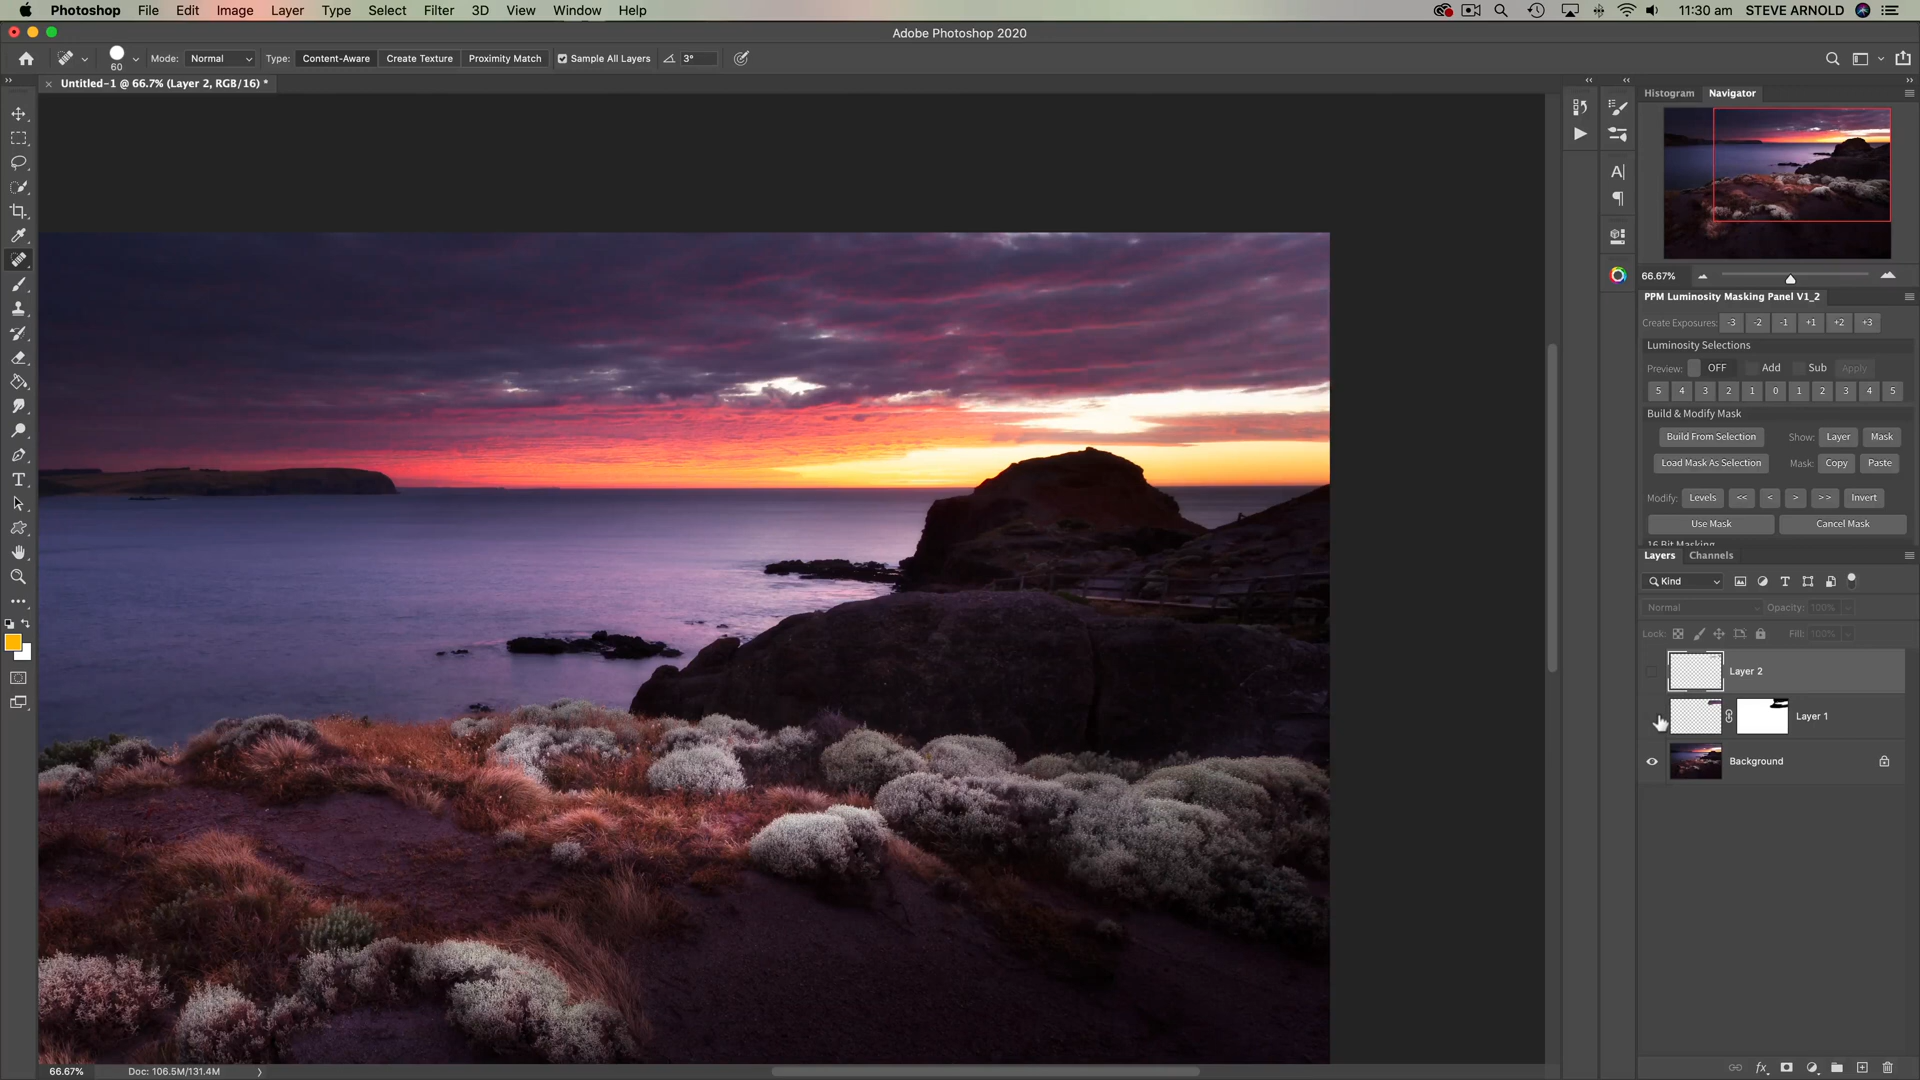 Photoshop File Edit Image Layer Type Select Filter 3D View Window Help 11:30 am STEVE ARNOLD
Adobe Photoshop 2020
60 Mode: Normal Type: Content-Aware Create Texture Proximity Match Sample All Layers 3°
Untitled-1 @ 66.7% (Layer 2, RGB/16) *
Histogram Navigator
66.67%
PPM Luminosity Masking Panel V1_2
Create Exposures: -3 -2 -1 +1 +2 +3
Luminosity Selections
Preview: OFF Add Sub Apply
5 4 3 2 1 0 1 2 3 4 5
Build & Modify Mask
Build From Selection Show: Layer Mask
Load Mask As Selection Mask: Copy Paste
Modify: Levels << < > >> Invert
Use Mask Cancel Mask
16 Bit Masking
Layers Channels
Kind
Normal Opacity: 100%
Lock: Fill: 100%
Layer 2
Layer 1
Background
66.67% Doc: 106.5M/131.4M